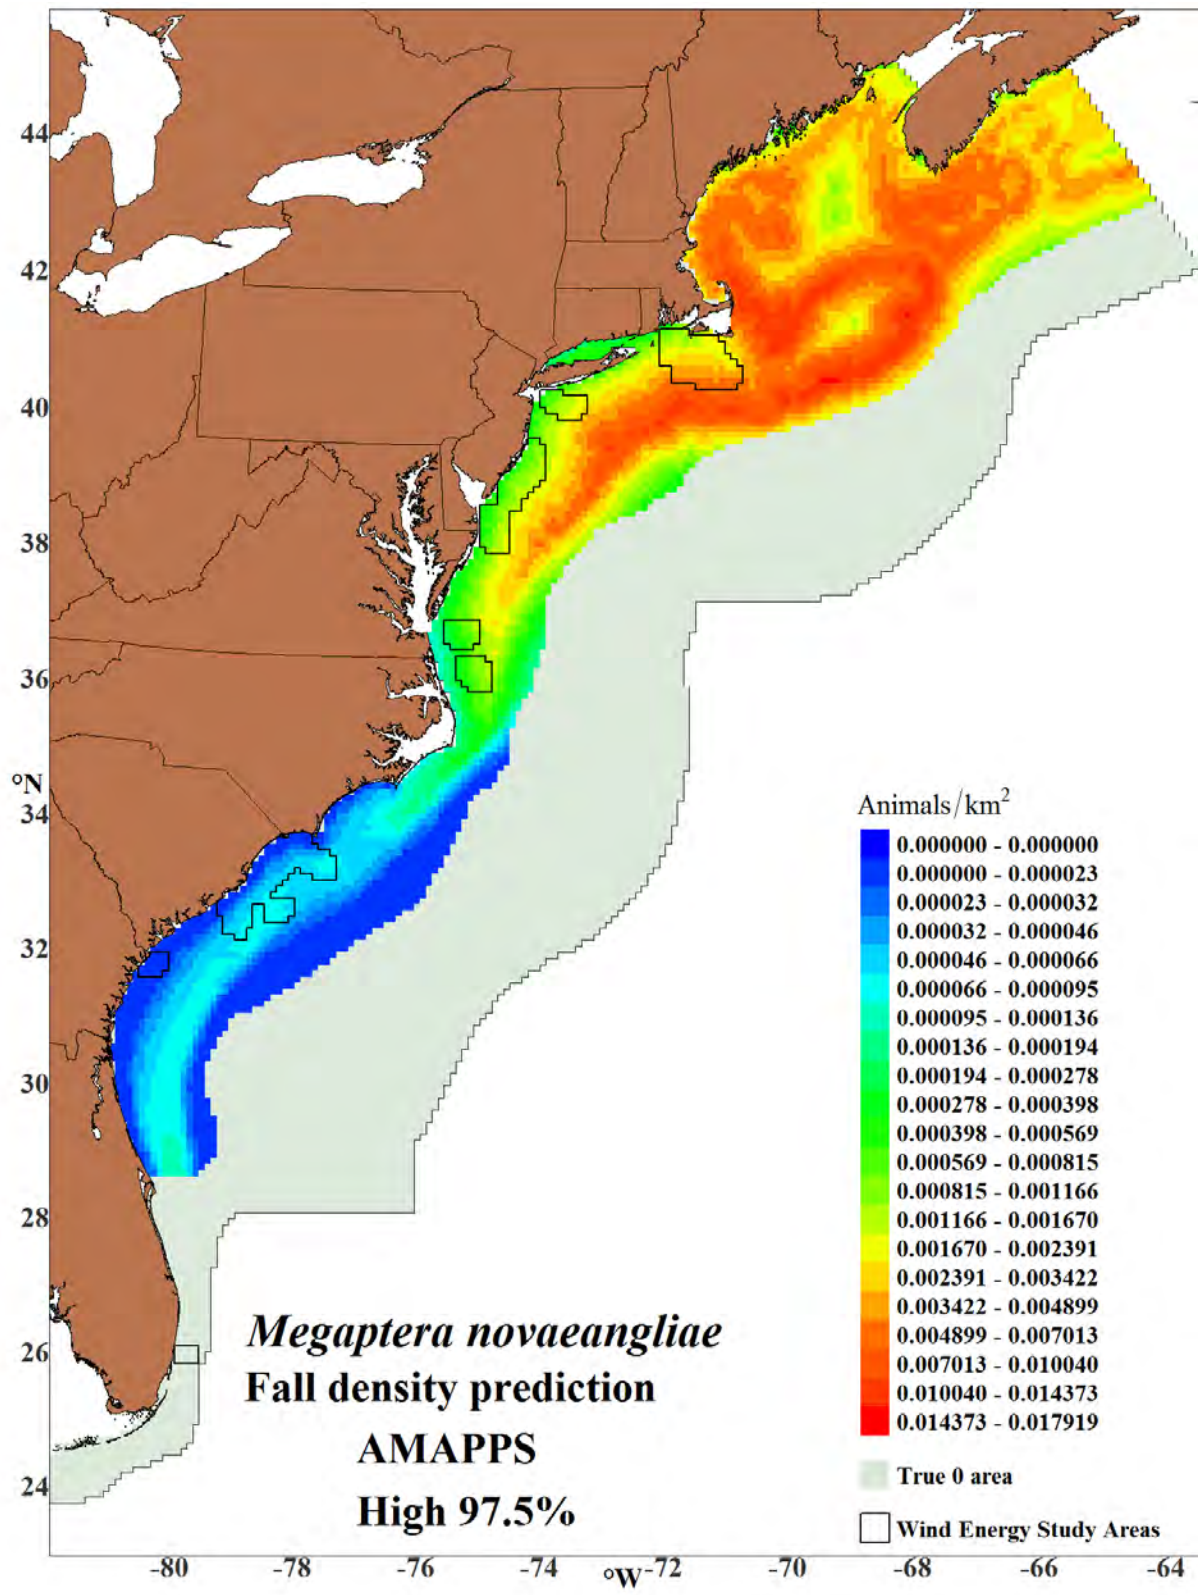 44
42
40
38
36
°N
34
32
30
28
26
24
-80
-78
-76
-74
°W
-72
-70
-68
-66
-64
Animals/km²
0.000000 - 0.000000
0.000000 - 0.000023
0.000023 - 0.000032
0.000032 - 0.000046
0.000046 - 0.000066
0.000066 - 0.000095
0.000095 - 0.000136
0.000136 - 0.000194
0.000194 - 0.000278
0.000278 - 0.000398
0.000398 - 0.000569
0.000569 - 0.000815
0.000815 - 0.001166
0.001166 - 0.001670
0.001670 - 0.002391
0.002391 - 0.003422
0.003422 - 0.004899
0.004899 - 0.007013
0.007013 - 0.010040
0.010040 - 0.014373
0.014373 - 0.017919
True 0 area
Wind Energy Study Areas
Megaptera novaeangliae
Fall density prediction
AMAPPS
High 97.5%